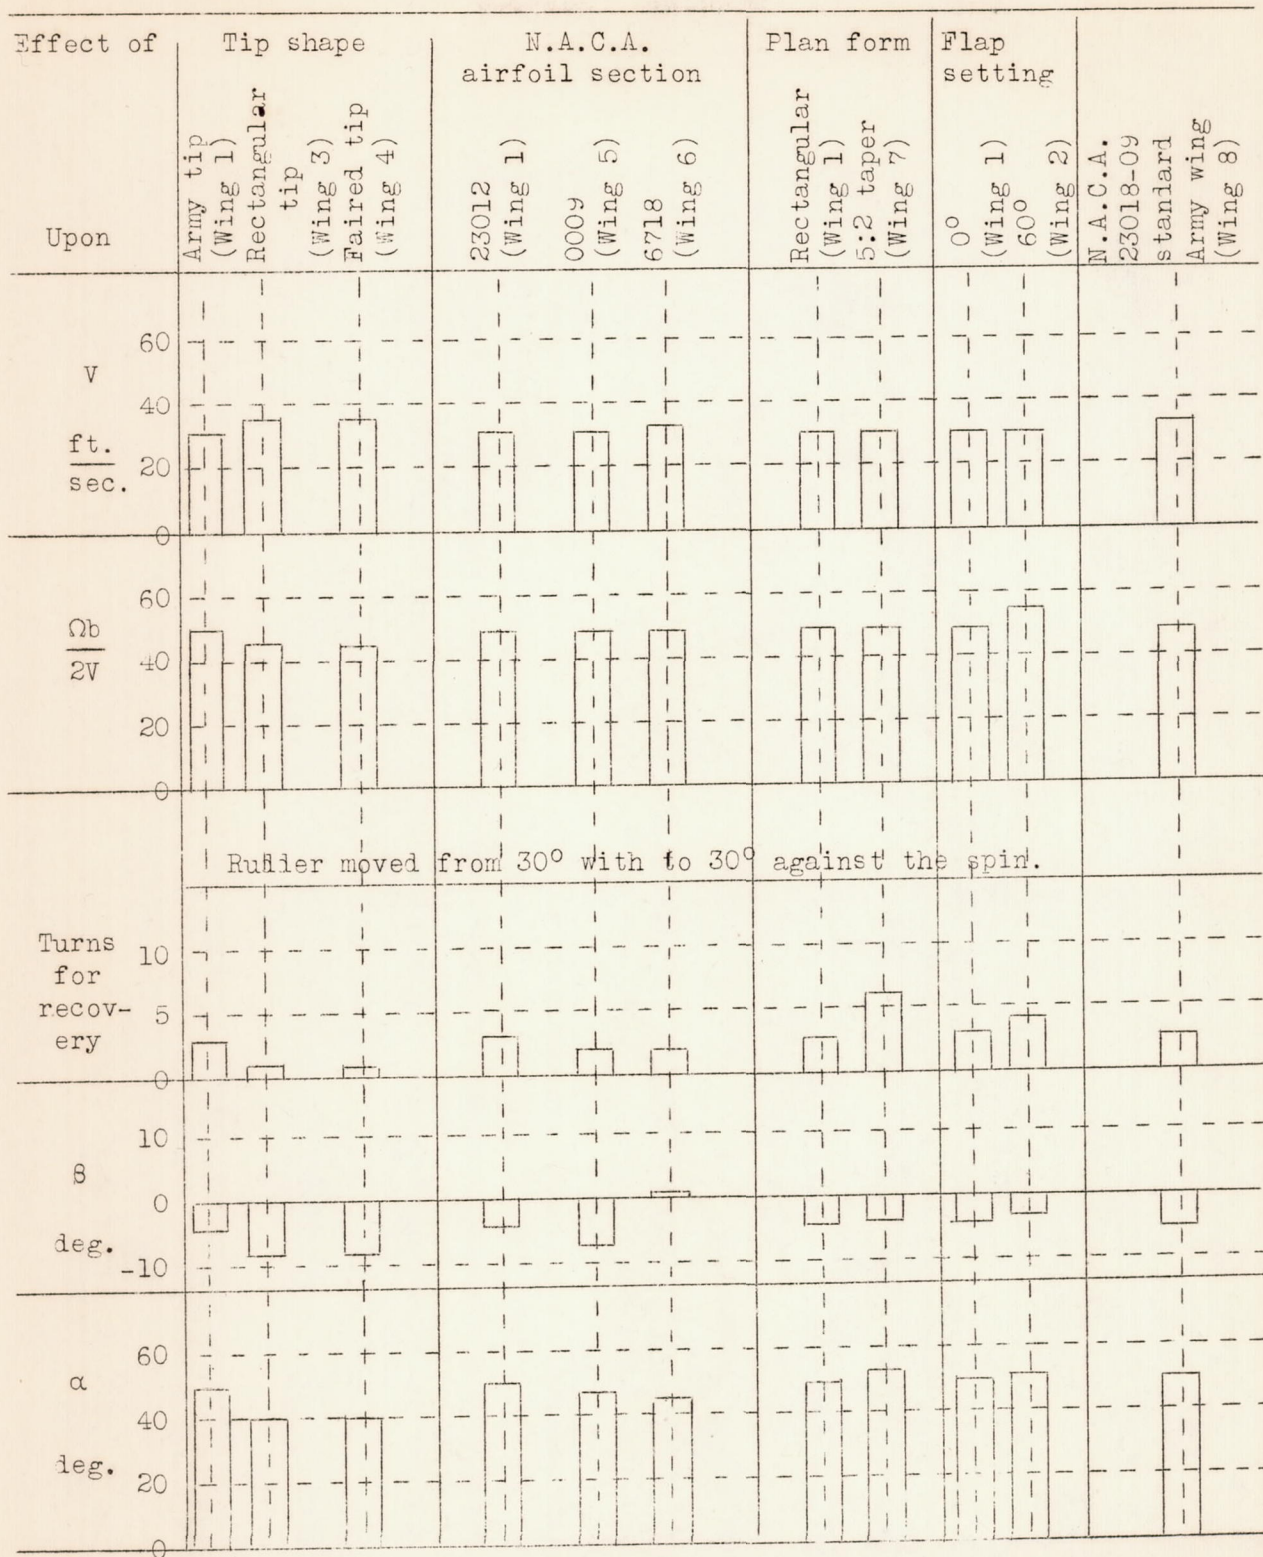 Effect of
Tip shape
N.A.C.A.
airfoil section
Plan form
Flap
setting
Upon
Army tip
(Wing 1)
Rectangular
tip
(Wing 3)
Faired tip
(Wing 4)
23012
(Wing 1)
0009
(Wing 5)
6718
(Wing 6)
Rectangular
(Wing 1)
5:2 taper
(Wing 7)
0°
(Wing 1)
60°
(Wing 2)
N.A.C.A.
23018-09
standard
Army wing
(Wing 8)
V
ft.
sec.
60
40
20
0
Ωb
2V
60
40
20
0
Rudder moved from 30° with to 30° against the spin.
Turns
for
recov-
ery
10
5
0
β
deg.
10
0
-10
α
deg.
60
40
20
0